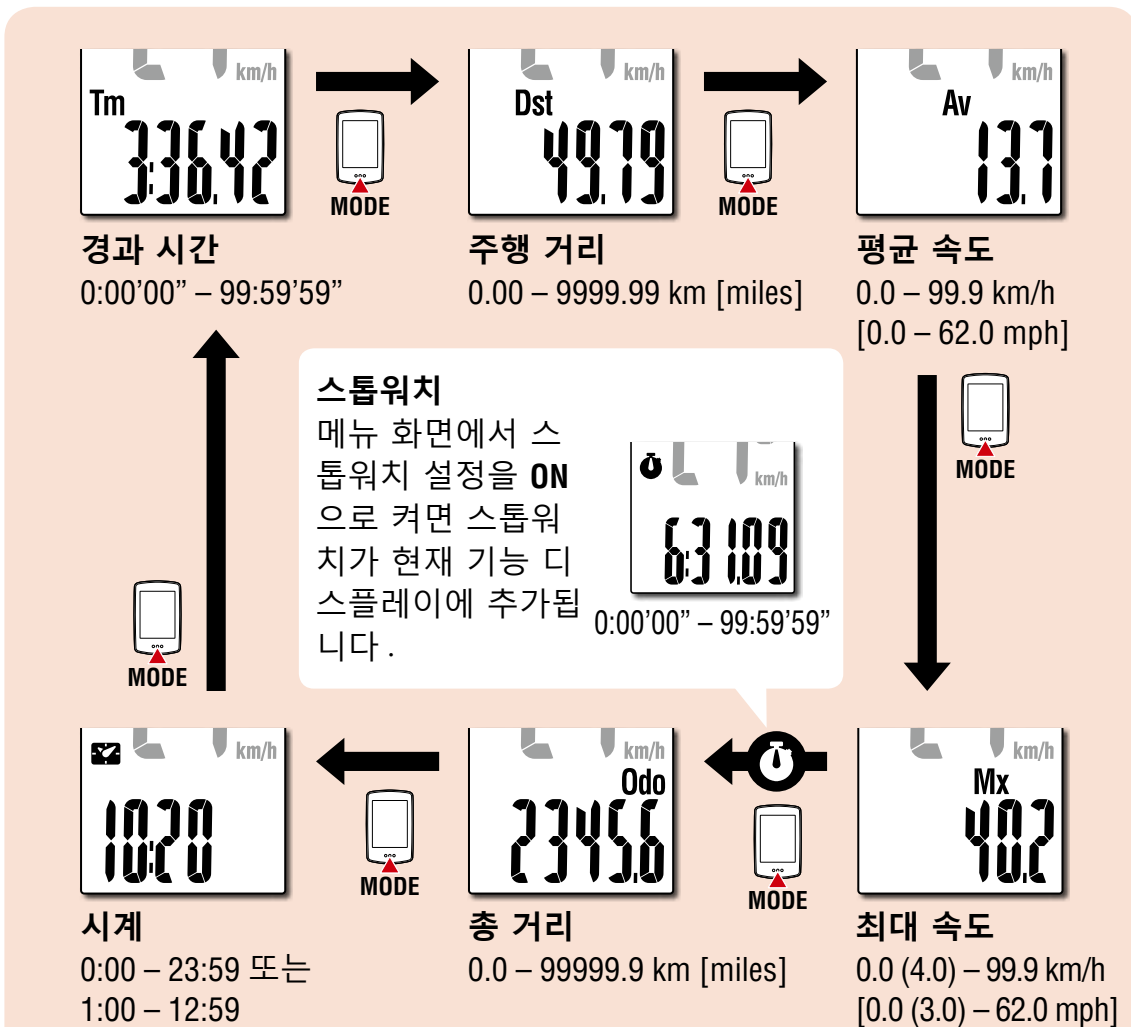 km/h
Tm
3:36.42
MODE
경과 시간
0:00’00” – 99:59’59”
km/h
Dst
49.79
MODE
주행 거리
0.00 – 9999.99 km [miles]
km/h
Av
13.7
평균 속도
0.0 – 99.9 km/h
[0.0 – 62.0 mph]
MODE
스톱워치
메뉴 화면에서 스
톱워치 설정을 ON
으로 켜면 스톱워
치가 현재 기능 디
스플레이에 추가됩
니다 .
km/h
6:31.09
0:00’00” – 99:59’59”
MODE
km/h
Mx
40.2
최대 속도
0.0 (4.0) – 99.9 km/h
[0.0 (3.0) – 62.0 mph]
MODE
km/h
Odo
2345.6
총 거리
0.0 – 99999.9 km [miles]
MODE
km/h
10:20
시계
0:00 – 23:59 또는
1:00 – 12:59